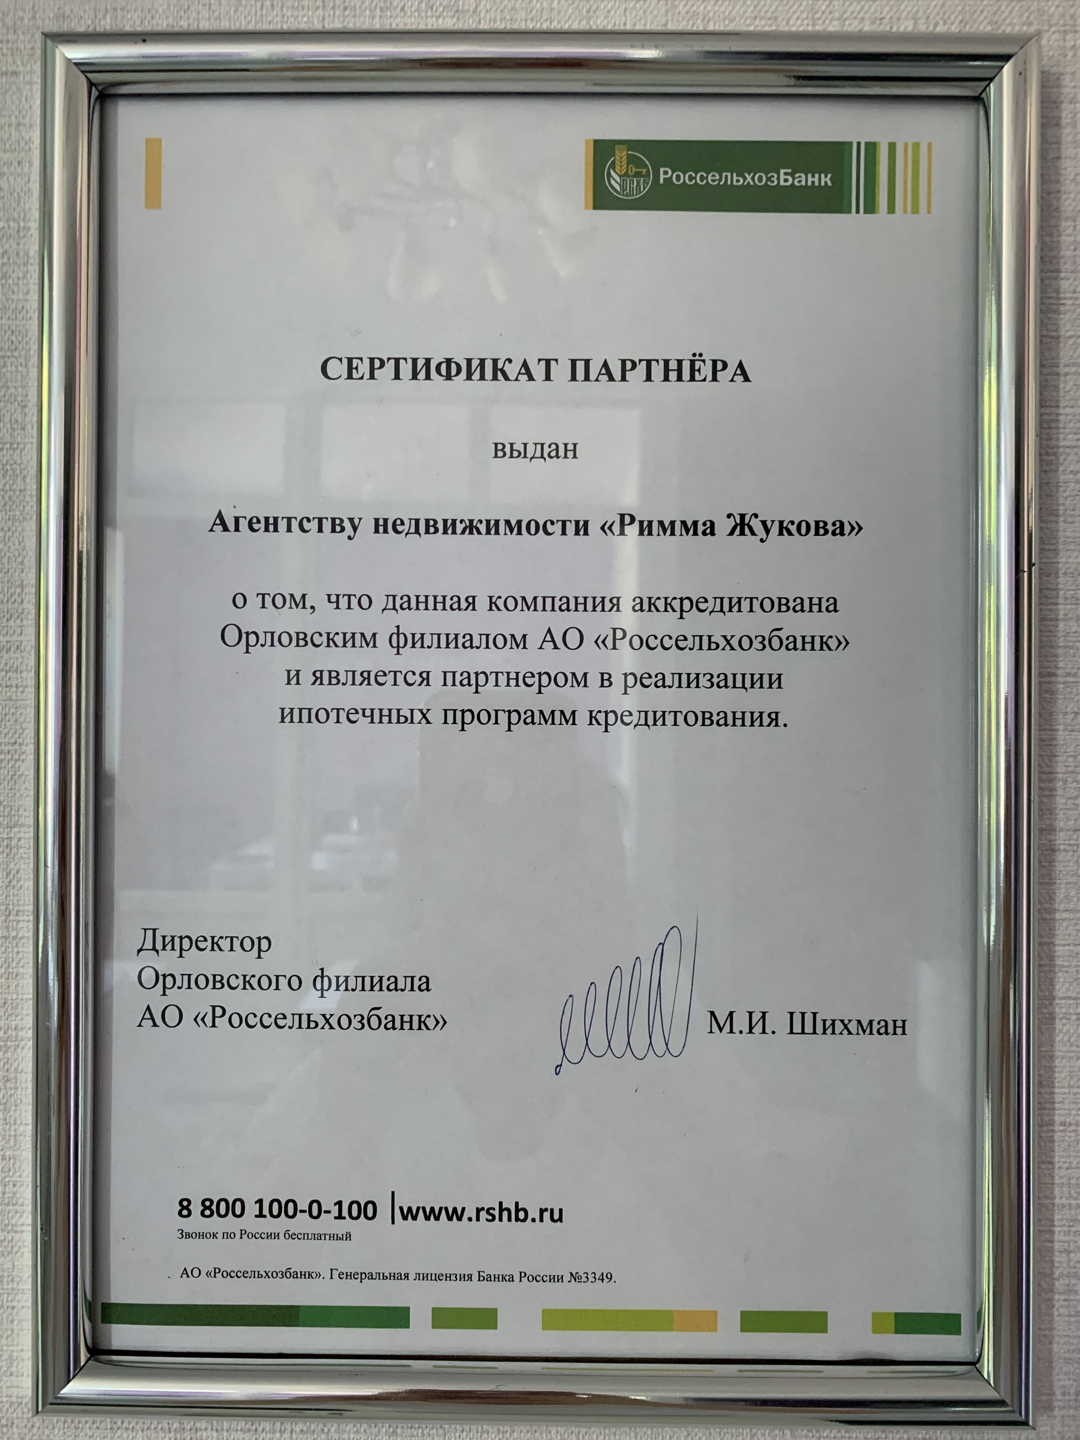 РоссельхозБанк
СЕРТИФИКАТ ПАРТНЁРА
выдан
Агентству недвижимости «Римма Жукова»
о том, что данная компания аккредитована
Орловским филиалом АО «Россельхозбанк»
и является партнером в реализации
ипотечных программ кредитования.
Директор
Орловского филиала
АО «Россельхозбанк»
М.И. Шихман
8 800 100-0-100 | www.rshb.ru
Звонок по России бесплатный
АО «Россельхозбанк». Генеральная лицензия Банка России №3349.